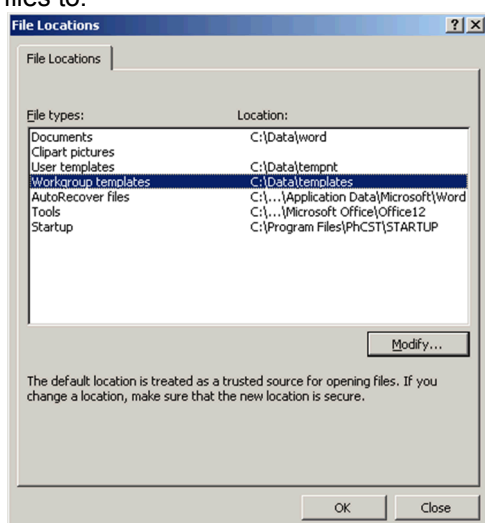 files to:
File Locations
File Locations
File types: Location:
Documents C:\Data\word
Clipart pictures
User templates C:\Data\tempnt
Workgroup templates C:\Data\templates
AutoRecover files C:\...\Application Data\Microsoft\Word
Tools C:\...\Microsoft Office\Office12
Startup C:\Program Files\PhCST\STARTUP
Modify...
The default location is treated as a trusted source for opening files. If you
change a location, make sure that the new location is secure.
OK Close